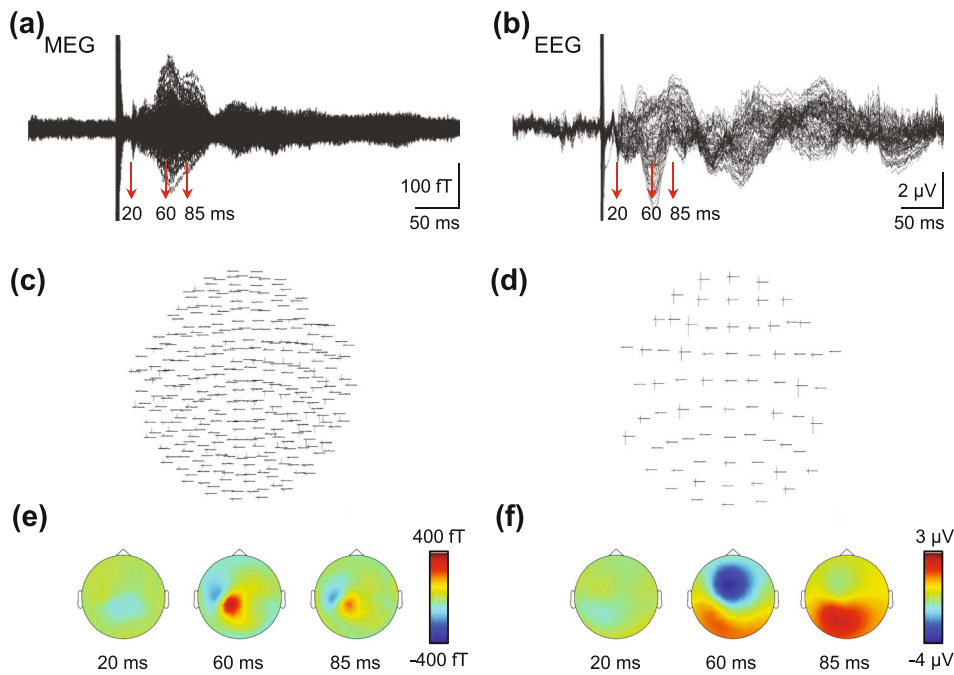 (a) MEG
20 60 85 ms
100 fT
50 ms
(b) EEG
20 60 85 ms
2 μV
50 ms
(c)
(d)
(e)
400 fT
-400 fT
20 ms 60 ms 85 ms
(f)
3 μV
-4 μV
20 ms 60 ms 85 ms